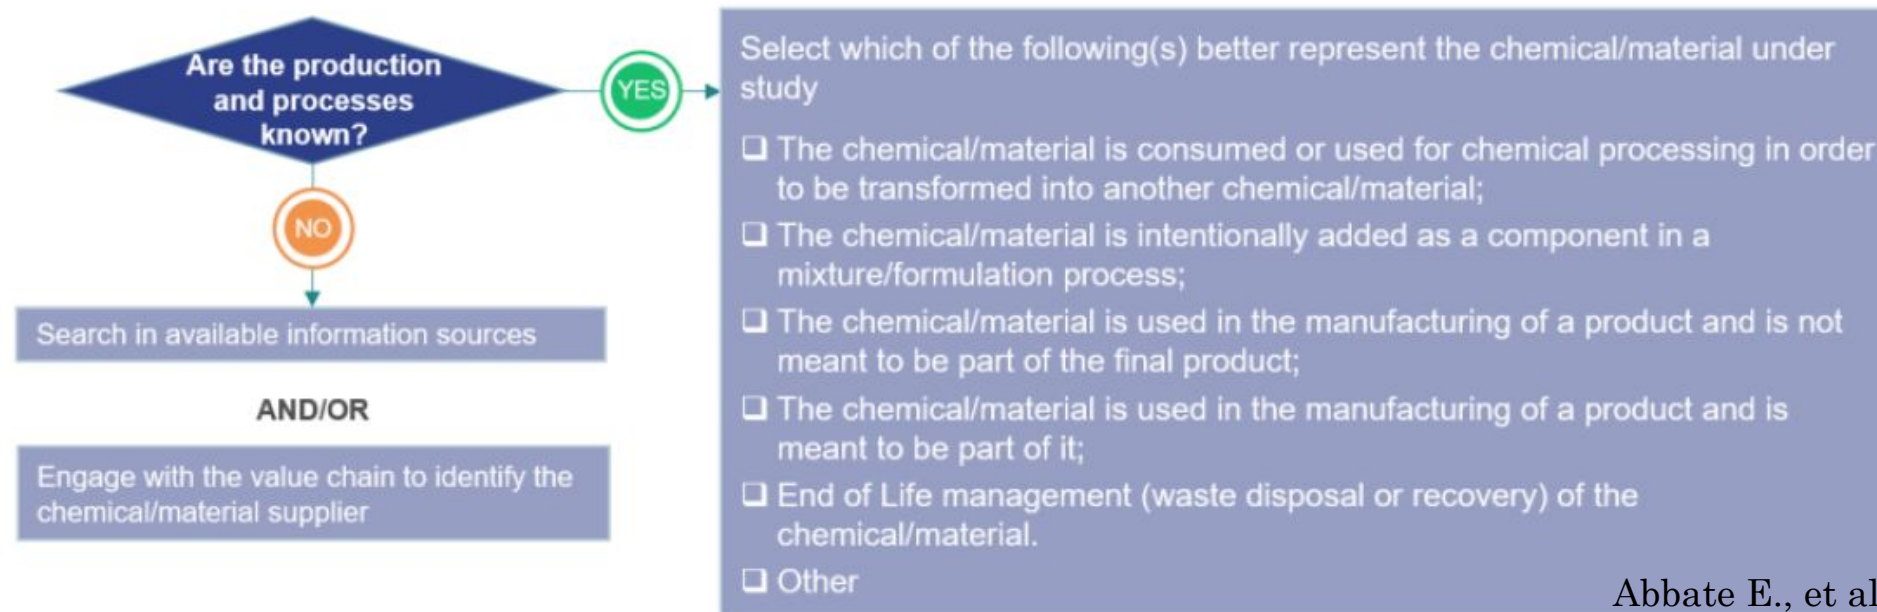 Are the production
and processes
known?
YES
NO
Search in available information sources
AND/OR
Engage with the value chain to identify the
chemical/material supplier
Select which of the following(s) better represent the chemical/material under
study
❑ The chemical/material is consumed or used for chemical processing in order
to be transformed into another chemical/material;
❑ The chemical/material is intentionally added as a component in a
mixture/formulation process;
❑ The chemical/material is used in the manufacturing of a product and is not
meant to be part of the final product;
❑ The chemical/material is used in the manufacturing of a product and is
meant to be part of it;
❑ End of Life management (waste disposal or recovery) of the
chemical/material.
❑ Other
Abbate E., et al